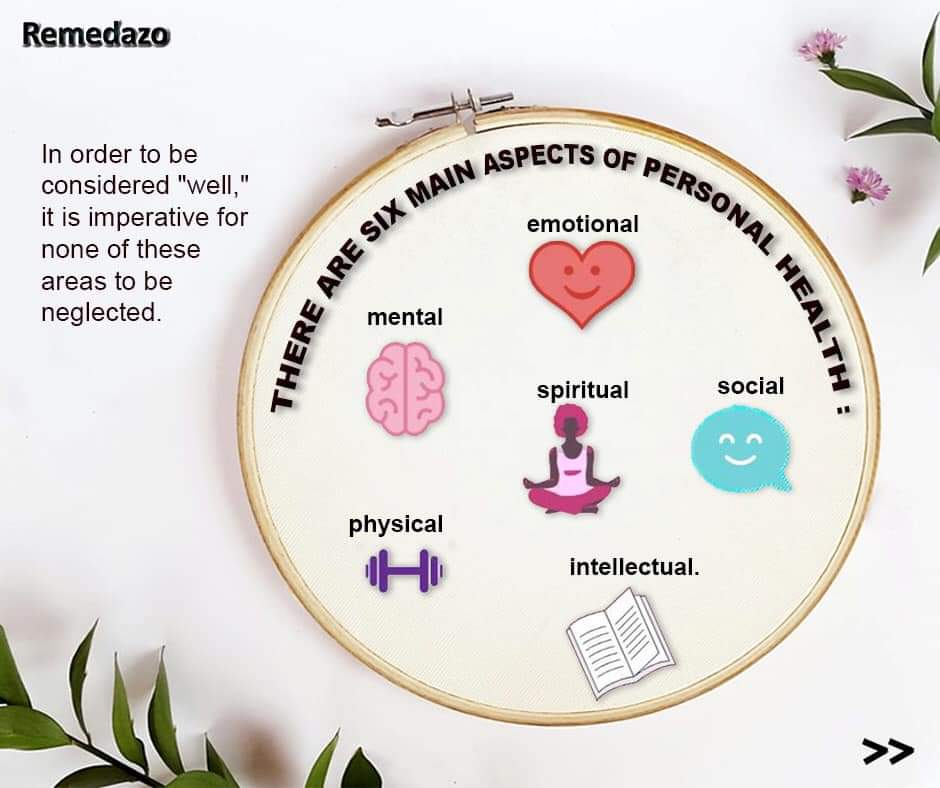 Remedazo
In order to be
considered "well,"
it is imperative for
none of these
areas to be
neglected.
THERE ARE SIX MAIN ASPECTS OF PERSONAL HEALTH :
emotional
mental
spiritual
social
physical
intellectual.
>>